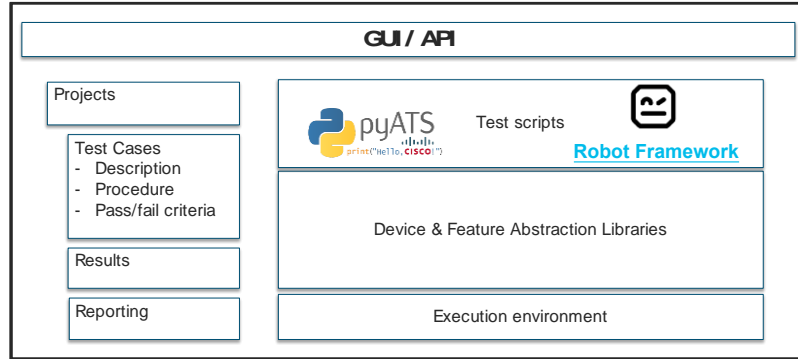 GUI / API
Projects
Test Cases
- Description
- Procedure
- Pass/fail criteria
Results
Reporting
pyATS
print("Hello, CISCO!")
Test scripts
Robot Framework
Device & Feature Abstraction Libraries
Execution environment